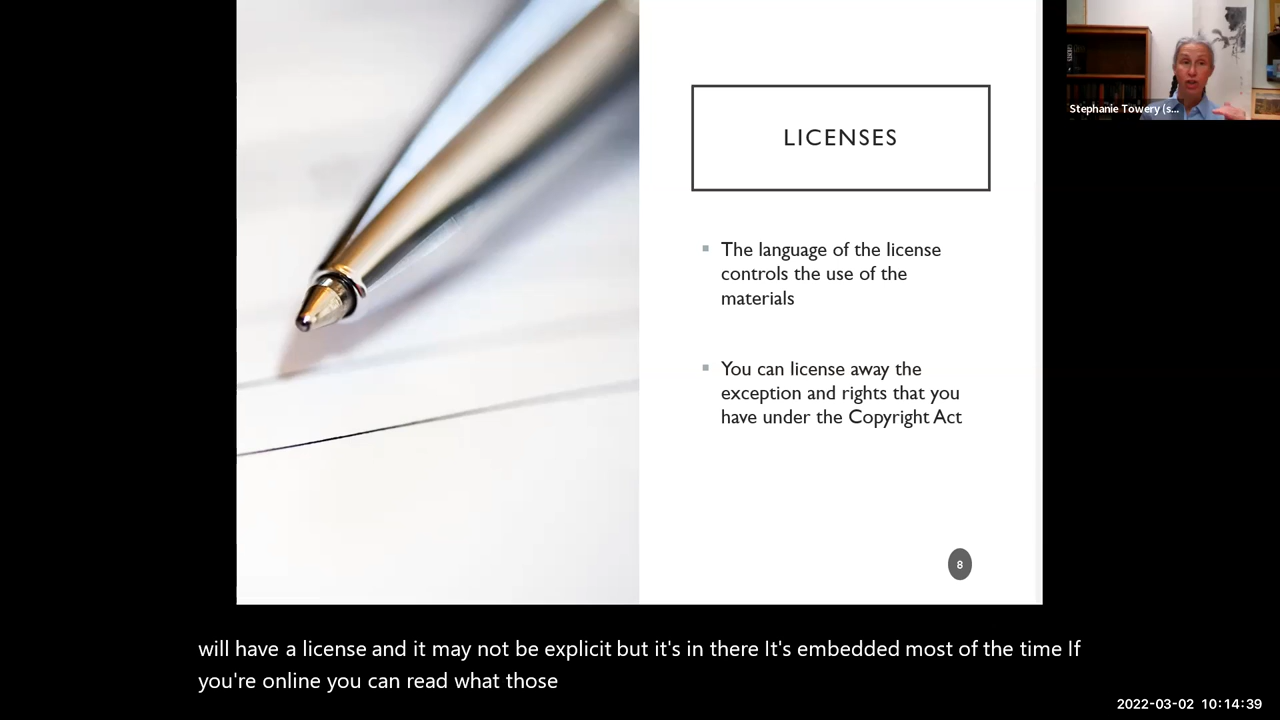 LICENSES
Stephanie Towery (s...
▪ The language of the license
controls the use of the
materials
▪ You can license away the
exception and rights that you
have under the Copyright Act
8
will have a license and it may not be explicit but it's in there It's embedded most of the time If
you're online you can read what those
2022-03-02 10:14:39